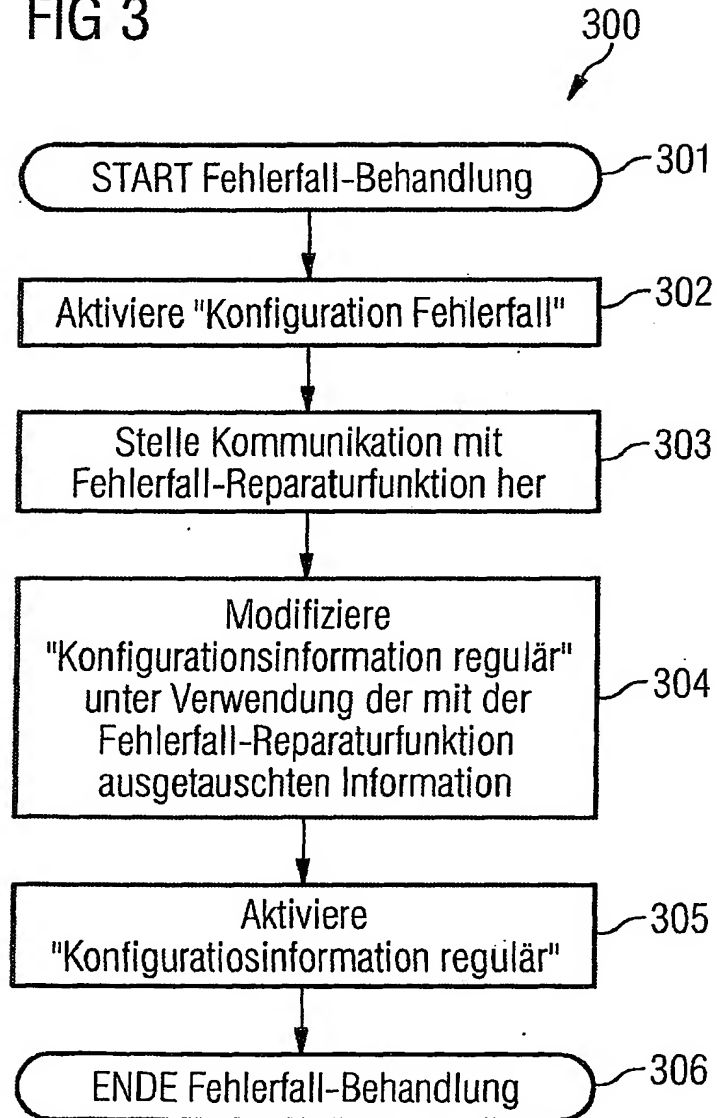 FIG 3
300
START Fehlerfall-Behandlung
301
Aktiviere "Konfiguration Fehlerfall"
302
Stelle Kommunikation mit
Fehlerfall-Reparaturfunktion her
303
Modifiziere
"Konfigurationsinformation regulär"
unter Verwendung der mit der
Fehlerfall-Reparaturfunktion
ausgetauschten Information
304
Aktiviere
"Konfiguratiosinformation regulär"
305
ENDE Fehlerfall-Behandlung
306